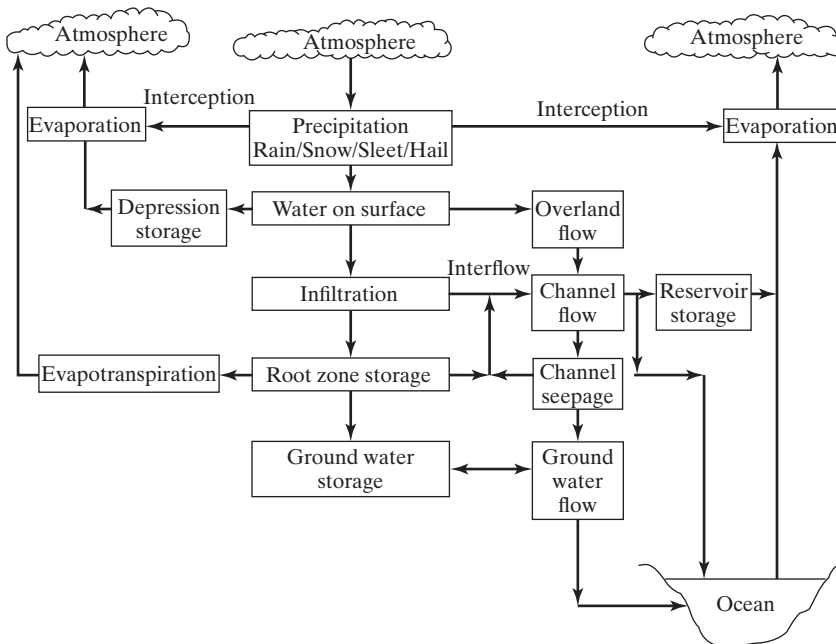 Atmosphere
Atmosphere
Atmosphere
Interception
Interception
Evaporation
Precipitation
Rain/Snow/Sleet/Hail
Evaporation
Depression
storage
Water on surface
Overland
flow
Interflow
Infiltration
Channel
flow
Reservoir
storage
Evapotranspiration
Root zone storage
Channel
seepage
Ground water
storage
Ground
water
flow
Ocean